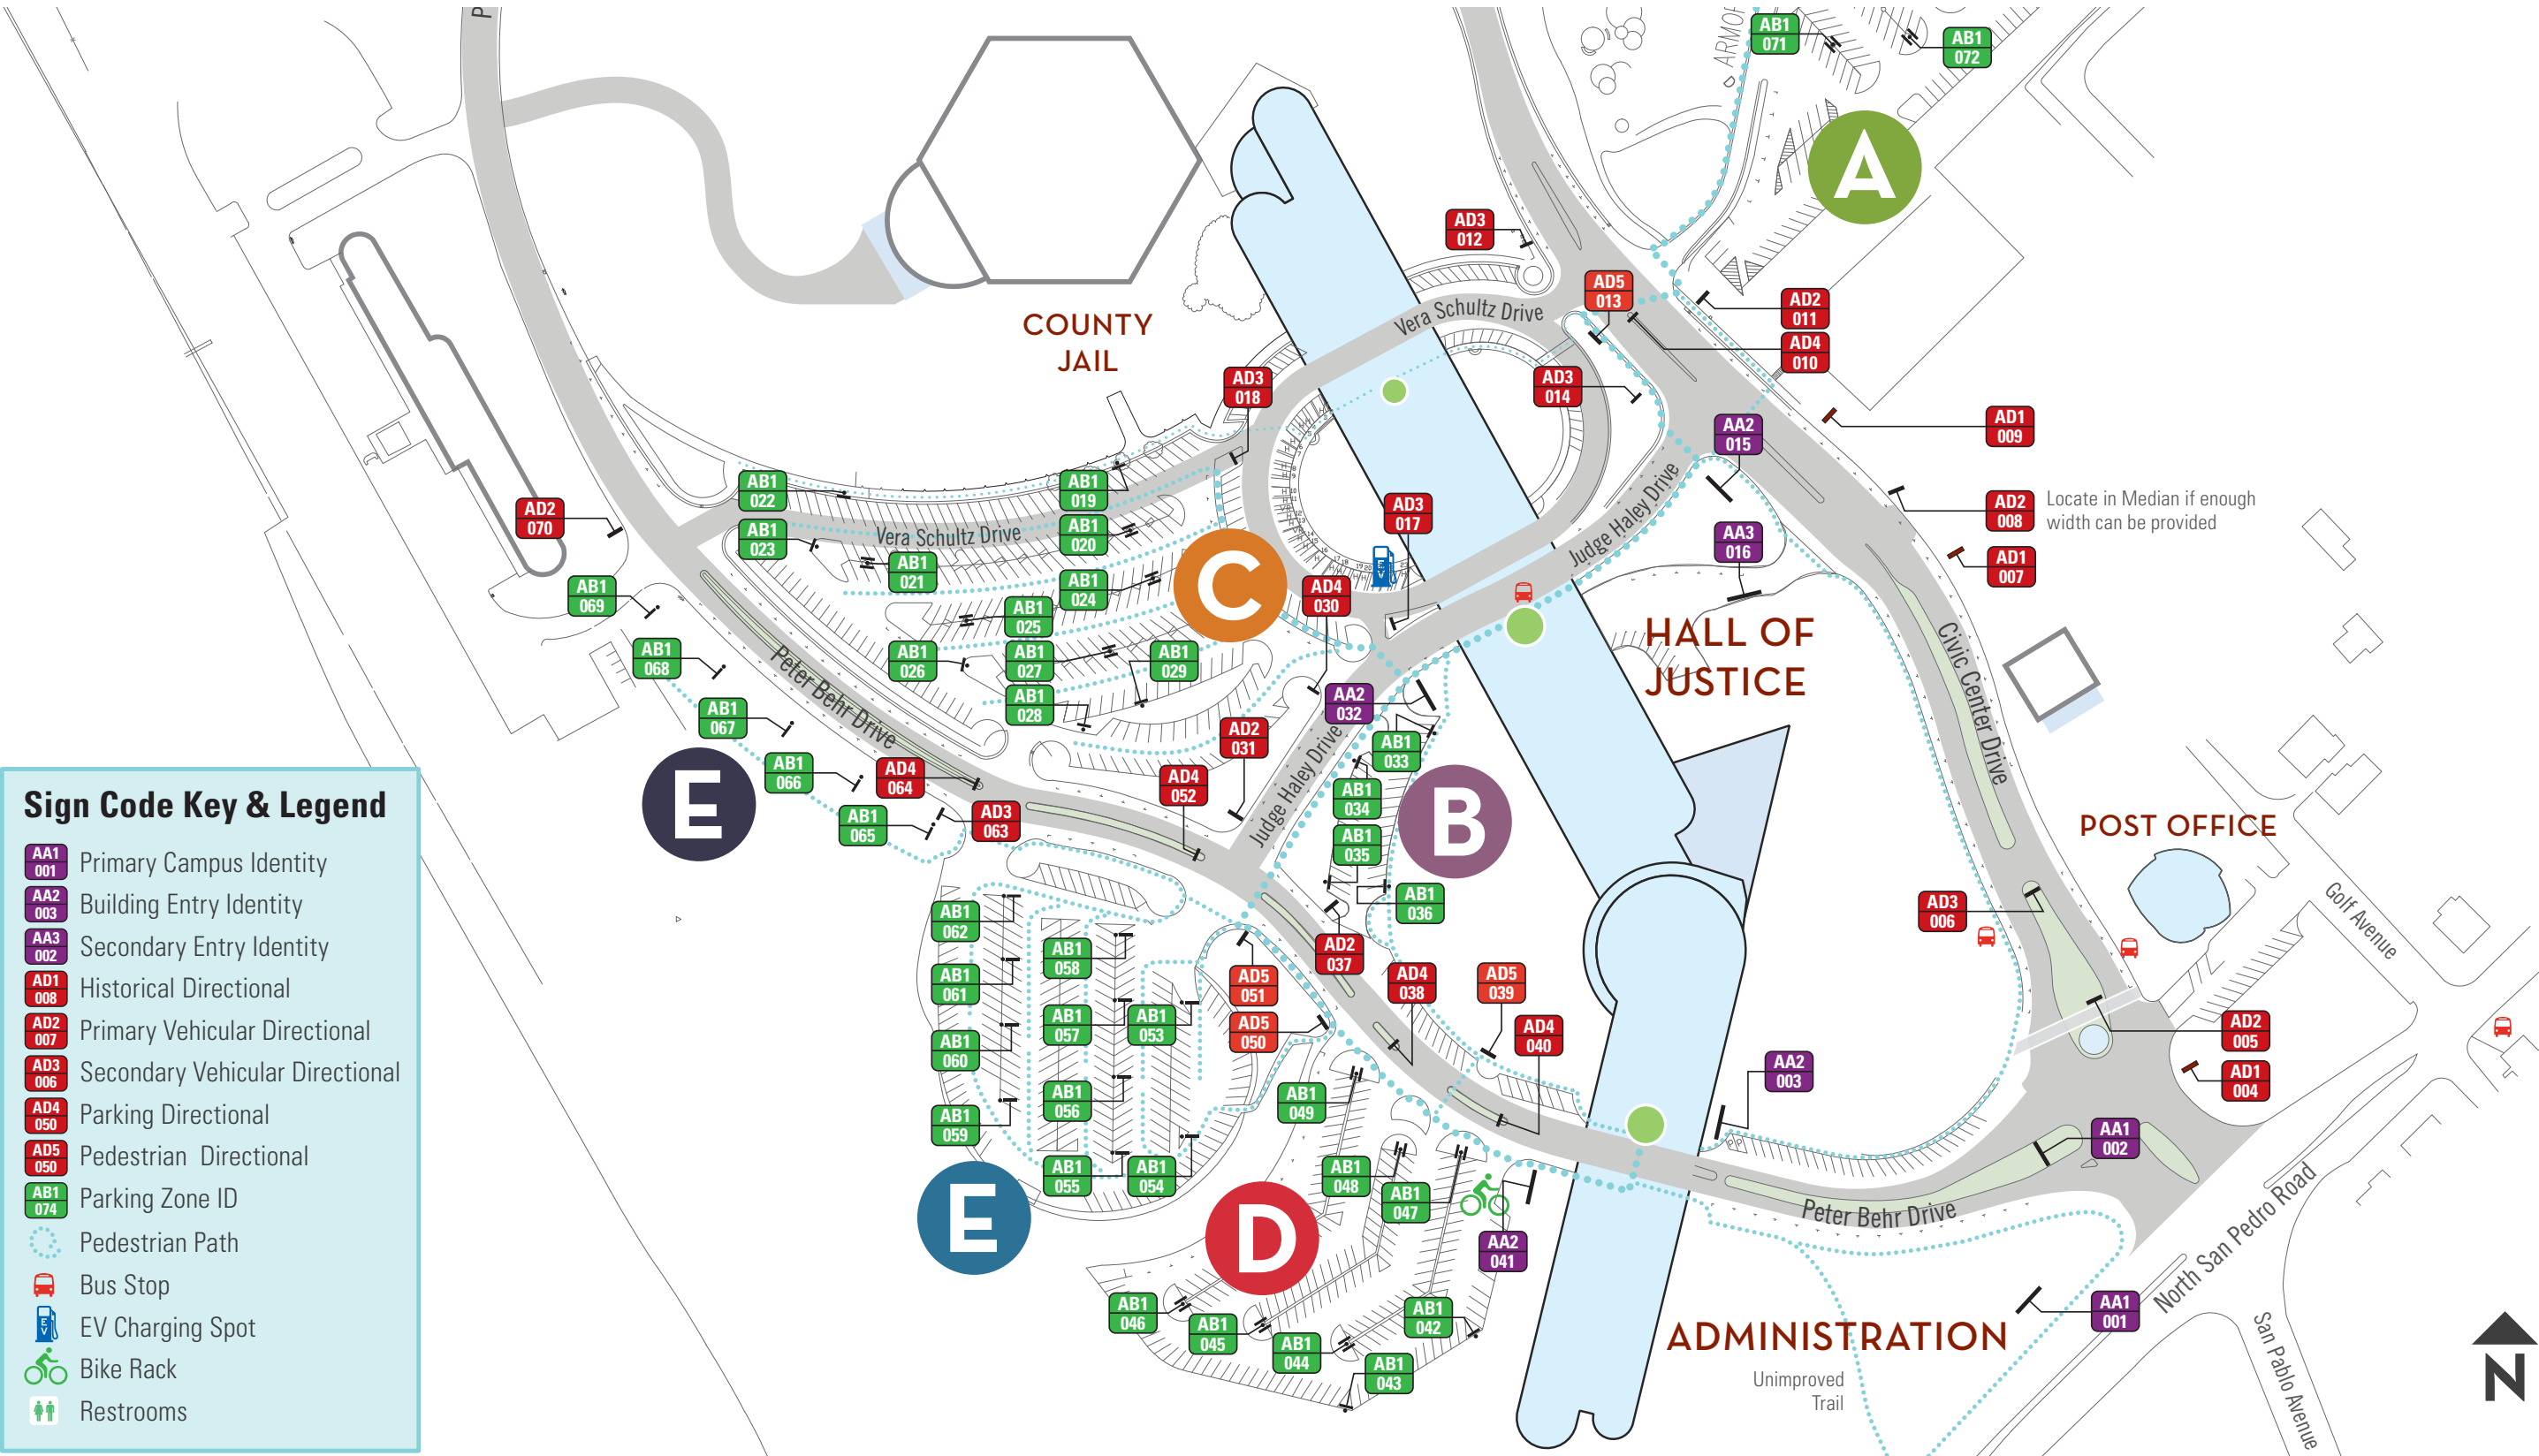 P
ARMOR
D
AB1
071
AB1
072
A
AD3
012
AD5
013
AD2
011
AD4
010
Vera Schultz Drive
COUNTY
JAIL
AD3
018
AD3
014
AA2
015
AD1
009
AD2
008
Locate in Median if enough
width can be provided
AD1
007
AA3
016
AD3
017
Judge Haley Drive
AB1
022
AB1
019
AB1
023
AB1
020
Vera Schultz Drive
AB1
021
AB1
024
AD2
070
AB1
069
C
EV
AD4
030
AB1
025
AB1
068
AB1
026
AB1
027
AB1
029
AB1
028
HALL OF
JUSTICE
Civic Center Drive
AB1
067
Peter Behr Drive
AA2
032
AD2
031
AB1
033
Judge Haley Drive
AB1
066
AD4
064
AD4
052
AB1
034
E
AB1
065
AD3
063
AB1
035
B
AB1
036
POST OFFICE
Golf Avenue
AD3
006
AB1
062
AB1
058
AD2
037
AB1
061
AD5
051
AD4
038
AD5
039
AB1
057
AB1
053
AD5
050
AD4
040
AB1
060
AD2
005
AD1
004
AB1
056
AB1
049
AA2
003
AB1
059
AA1
002
AB1
055
AB1
054
AB1
048
AB1
047
E
D
PP
Peter Behr Drive
North San Pedro Road
AA2
041
AB1
046
AB1
045
AB1
044
AB1
042
AB1
043
AA1
001
ADMINISTRATION
Unimproved
Trail
San Pablo Avenue
N
Sign Code Key & Legend
AA1
001 Primary Campus Identity
AA2
003 Building Entry Identity
AA3
002 Secondary Entry Identity
AD1
008 Historical Directional
AD2
007 Primary Vehicular Directional
AD3
006 Secondary Vehicular Directional
AD4
050 Parking Directional
AD5
050 Pedestrian Directional
AB1
074 Parking Zone ID
Pedestrian Path
Bus Stop
EV EV Charging Spot
Bike Rack
Restrooms